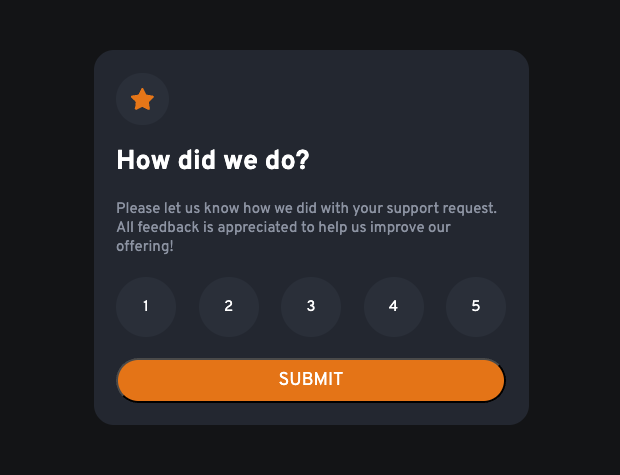 How did we do?
Please let us know how we did with your support request.
All feedback is appreciated to help us improve our
offering!
1 2 3 4 5
SUBMIT